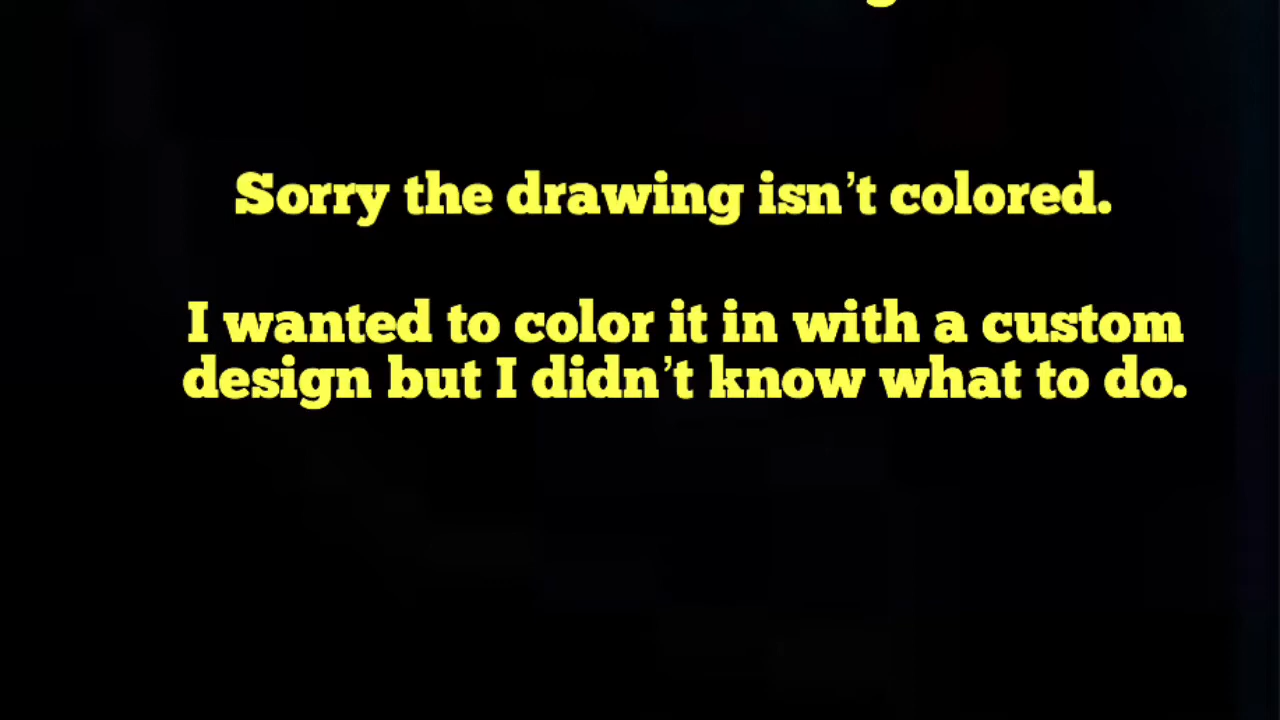 Sorry the drawing isn’t colored.
I wanted to color it in with a custom
design but I didn’t know what to do.